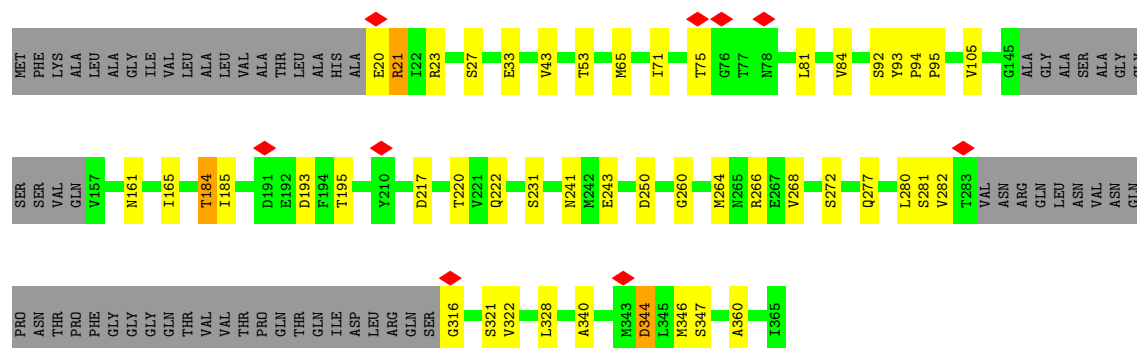 MET PHE LYS ALA LEU ALA GLY ILE VAL LEU ALA LEU VAL ALA THR LEU ALA HIS ALA E20 R21 I22 R23 S27 E33 V43 T53 M65 I71 T75 G76 T77 N78 L81 V84 S92 Y93 P94 P95 V105 G145 ALA GLY ALA SER ALA GLY GLY
SER SER VAL GLN V157 N161 I165 T184 I185 D191 E192 D193 F194 T195 Y210 D217 T220 V221 Q222 S231 N241 M242 E243 D250 G260 M264 N265 R266 E267 V268 S272 Q277 L280 S281 V282 T283 VAL ASN ARG GLN LEU ASN VAL ASN GLN
PRO ASN THR PRO PHE GLY GLY GLN THR VAL VAL THR PRO GLN THR GLN ILE ASP LEU ARG GLN SER G316 S321 V322 L328 A340 M343 D344 L345 M346 S347 A360 I365